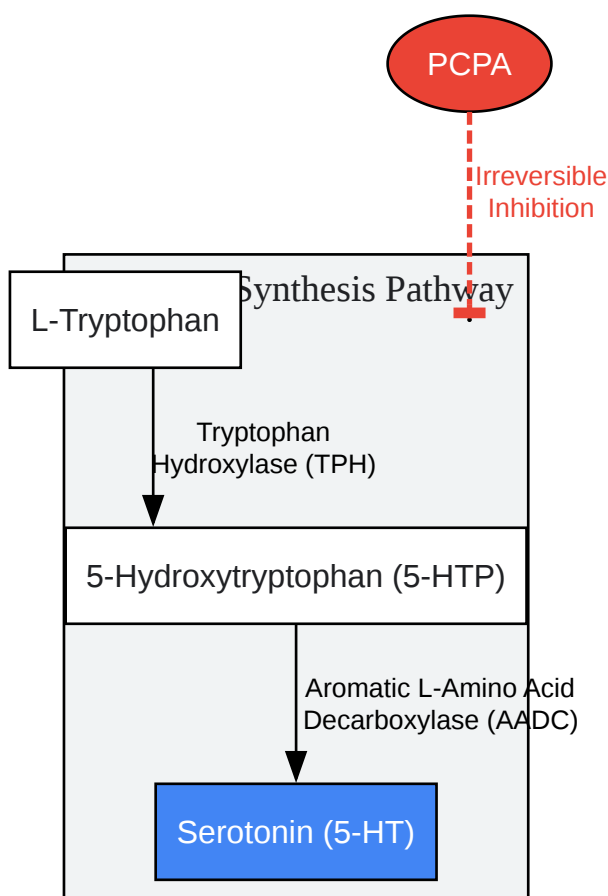 PCPA
Irreversible
Inhibition
Synthesis Pathway
L-Tryptophan
Tryptophan
Hydroxylase (TPH)
5-Hydroxytryptophan (5-HTP)
Aromatic L-Amino Acid
Decarboxylase (AADC)
Serotonin (5-HT)